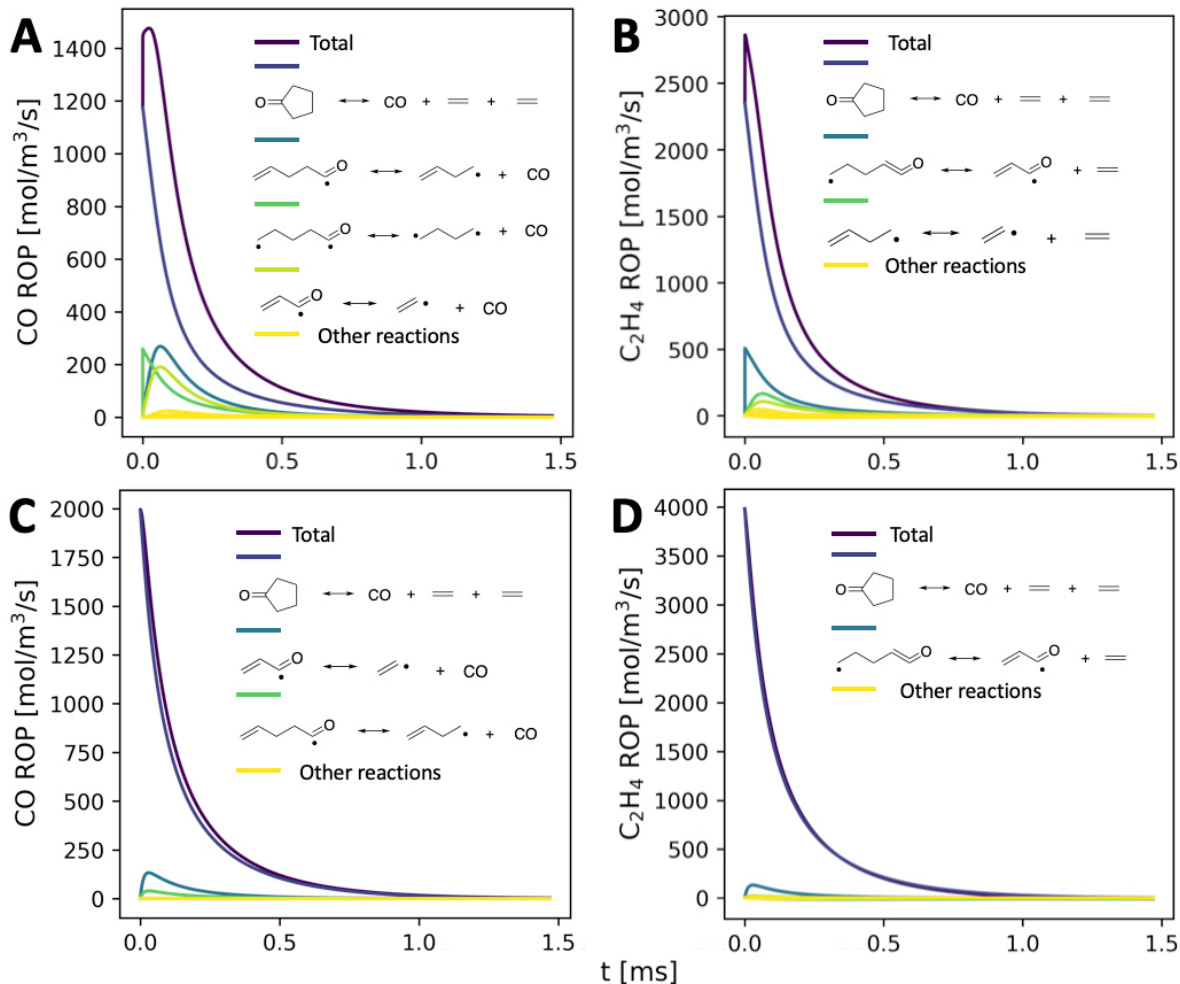 A
CO ROP [mol/m³/s]
1400
1200
1000
800
600
400
200
0
0.0 0.5 1.0 1.5
Total
O CO + +
O + CO
O + CO
O + CO
Other reactions
B
C₂H₄ ROP [mol/m³/s]
3000
2500
2000
1500
1000
500
0
0.0 0.5 1.0 1.5
Total
O CO + +
O O +
+
Other reactions
C
CO ROP [mol/m³/s]
2000
1750
1500
1250
1000
750
500
250
0
0.0 0.5 1.0 1.5
Total
O CO + +
O + CO
O + CO
Other reactions
D
C₂H₄ ROP [mol/m³/s]
4000
3500
3000
2500
2000
1500
1000
500
0
0.0 0.5 1.0 1.5
Total
O CO + +
O O +
Other reactions
t [ms]